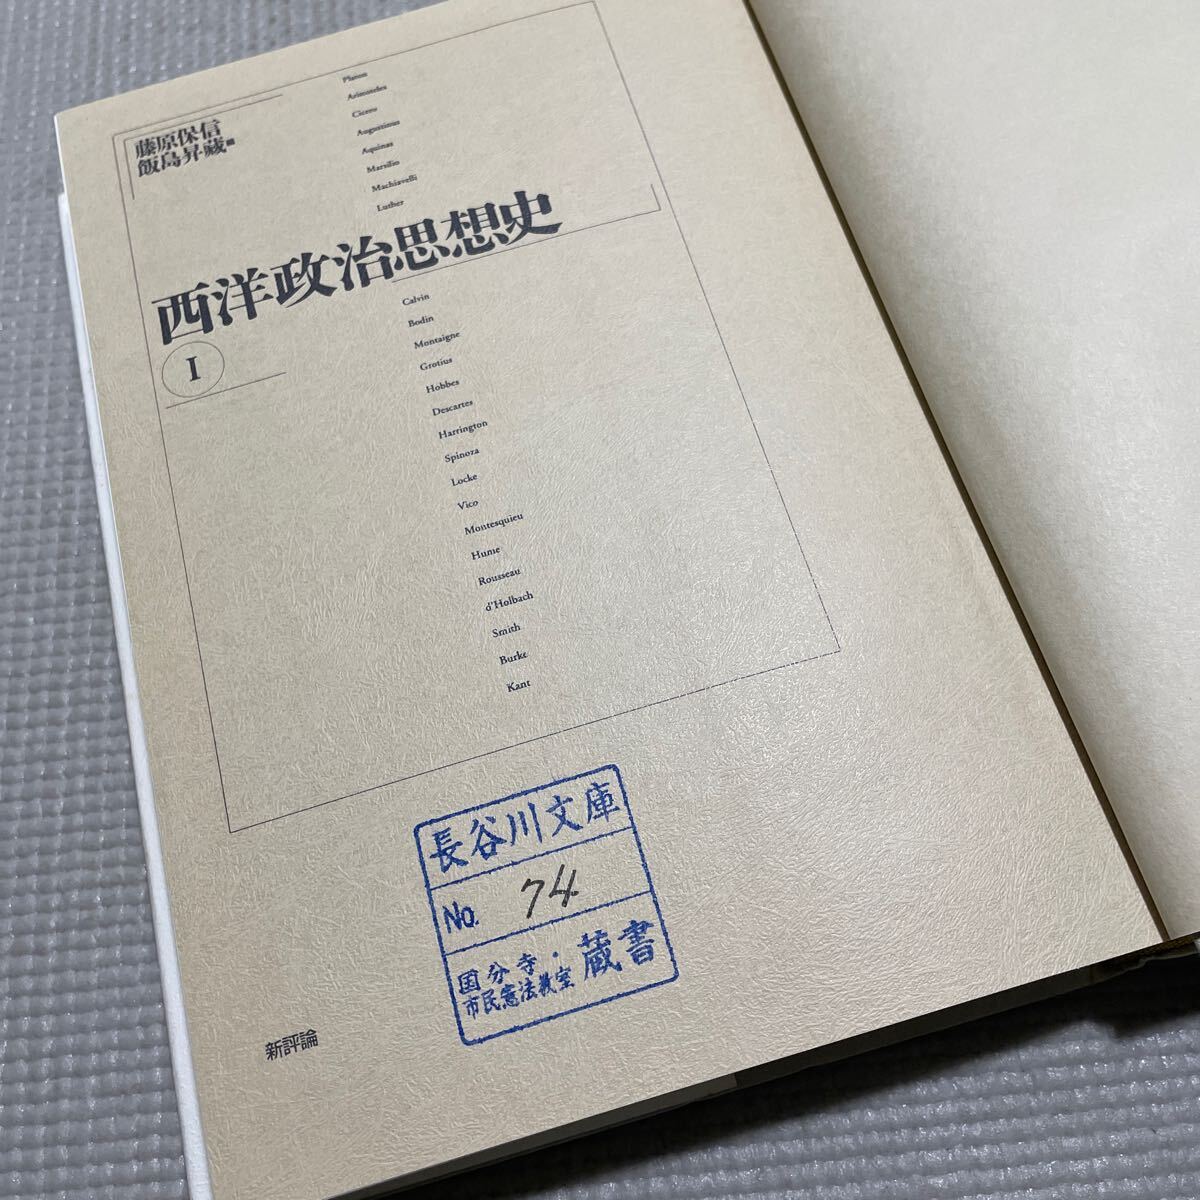 Platon
Aristoteles
Cicero
Augustinus
Aquinas
Marsilio
Machiavelli
Luther
藤原保信
飯島昇藏 編
西洋政治思想史
I
Calvin
Bodin
Montaigne
Grotius
Hobbes
Descartes
Harrington
Spinoza
Locke
Vico
Montesquieu
Hume
Rousseau
d'Holbach
Smith
Burke
Kant
長谷川文庫
No. 74
国分寺・
市民憲法教室
蔵書
新評論